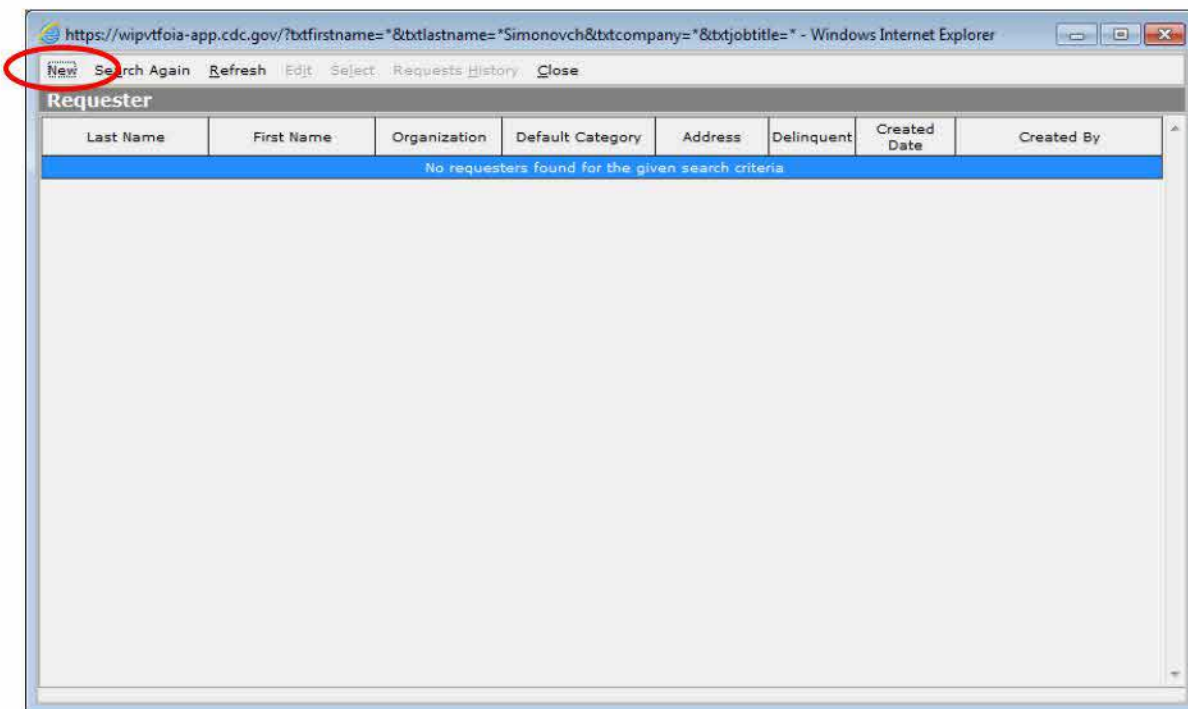 https://wipvtfoia-app.cdc.gov/?txtfirstname=*&txtlastname=*Simonovch&txtcompany=*&txtjobtitle=* - Windows Internet Explorer
New Search Again Refresh Edit Select Requests History Close
Requester
Last Name First Name Organization Default Category Address Delinquent Created Date Created By
No requesters found for the given search criteria